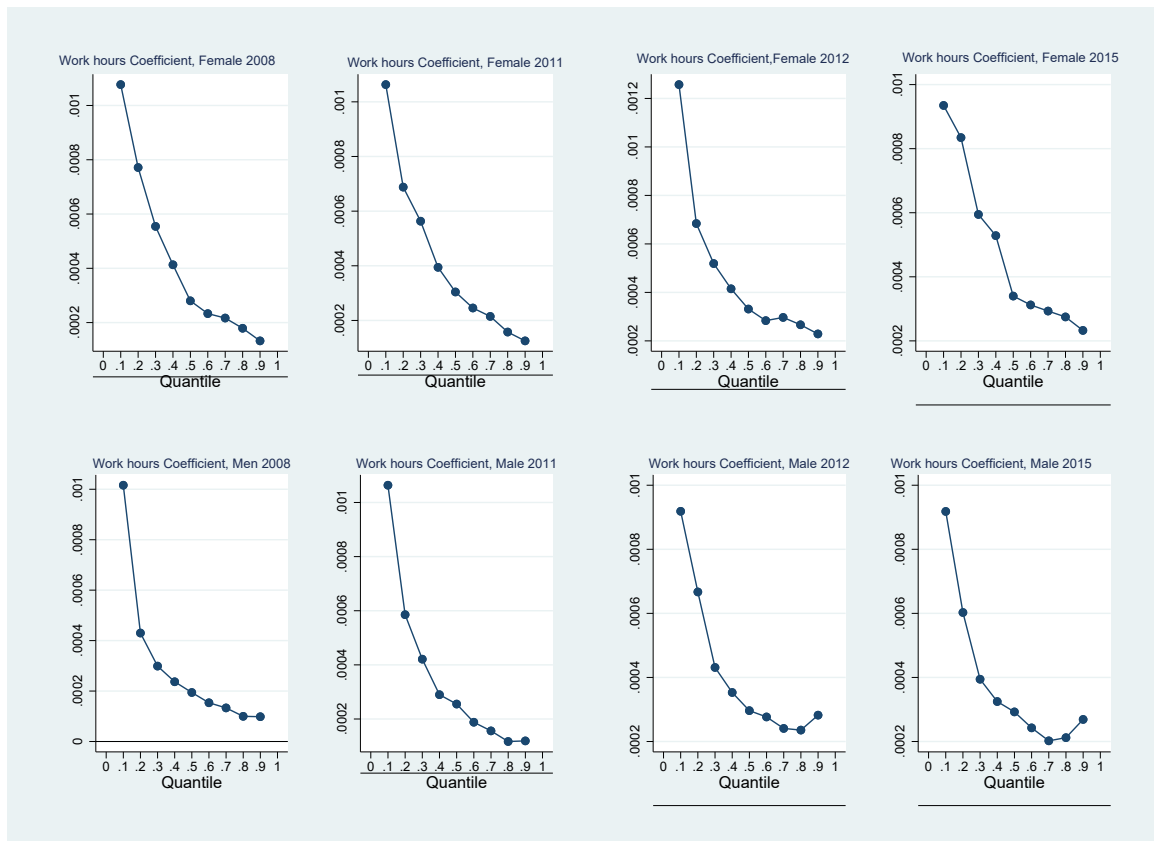 Work hours Coefficient, Female 2008
.001
.0008
.0006
.0004
.0002
0 .1 .2 .3 .4 .5 .6 .7 .8 .9 1
Quantile
Work hours Coefficient, Female 2011
.001
.0008
.0006
.0004
.0002
0 .1 .2 .3 .4 .5 .6 .7 .8 .9 1
Quantile
Work hours Coefficient,Female 2012
.0012
.001
.0008
.0006
.0004
.0002
0 .1 .2 .3 .4 .5 .6 .7 .8 .9 1
Quantile
Work hours Coefficient, Female 2015
.001
.0008
.0006
.0004
.0002
0 .1 .2 .3 .4 .5 .6 .7 .8 .9 1
Quantile
Work hours Coefficient, Men 2008
.001
.0008
.0006
.0004
.0002
0
0 .1 .2 .3 .4 .5 .6 .7 .8 .9 1
Quantile
Work hours Coefficient, Male 2011
.001
.0008
.0006
.0004
.0002
0 .1 .2 .3 .4 .5 .6 .7 .8 .9 1
Quantile
Work hours Coefficient, Male 2012
.001
.0008
.0006
.0004
.0002
0 .1 .2 .3 .4 .5 .6 .7 .8 .9 1
Quantile
Work hours Coefficient, Male 2015
.001
.0008
.0006
.0004
.0002
0 .1 .2 .3 .4 .5 .6 .7 .8 .9 1
Quantile